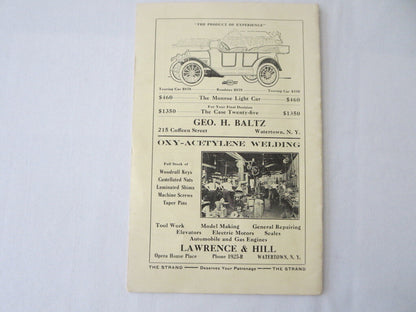 "THE PRODUCT OF EXPERIENCE"
Touring Car
Roadster
Touring Car
$460 The Monroe Light Car $460
For Your Final Decision
$1350 The Case Twenty-five $1350
GEO. H. BALTZ
215 Coffeen Street Watertown, N. Y.
OXY-ACETYLENE WELDING
Full Stock of
Woodruff Keys
Castellated Nuts
Laminated Shims
Machine Screws
Taper Pins
Tool Work Model Making General Repairing
Elevators Electric Motors Scales
Automobile and Gas Engines
LAWRENCE & HILL
Opera House Place Phone 1925-R WATERTOWN, N. Y.
THE STRAND — Deserves Your Patronage — THE STRAND